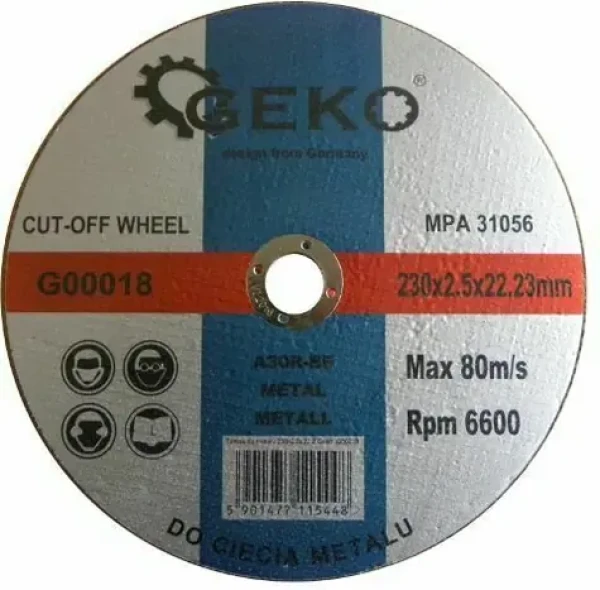 GEKO®
design from Germany
CUT-OFF WHEEL
MPA 31056
G00018
230x2.5x22.23mm
A30R-BF
METAL
METALL
Max 80m/s
Rpm 6600
5 901477 115448
DO CIĘCIA METALU